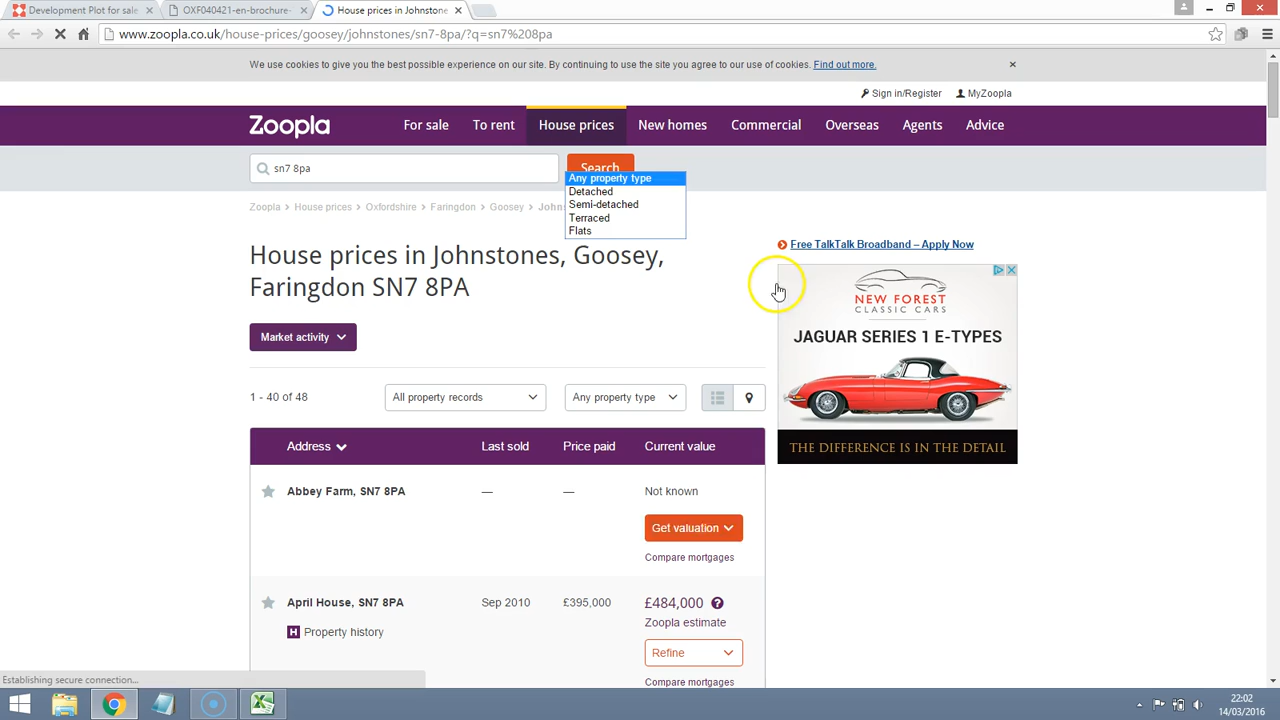 Development Plot for sale
OXF040421-en-brochure-
House prices in Johnstone
www.zoopla.co.uk/house-prices/goosey/johnstones/sn7-8pa/?q=sn7%208pa
We use cookies to give you the best possible experience on our site. By continuing to use the site you agree to our use of cookies. Find out more.
Sign in/Register MyZoopla
Zoopla For sale To rent House prices New homes Commercial Overseas Agents Advice
sn7 8pa Search
Any property type
Detached
Semi-detached
Terraced
Flats
Zoopla > House prices > Oxfordshire > Faringdon > Goosey >
House prices in Johnstones, Goosey,
Faringdon SN7 8PA
Free TalkTalk Broadband – Apply Now
NEW FOREST
CLASSIC CARS
JAGUAR SERIES 1 E-TYPES
THE DIFFERENCE IS IN THE DETAIL
Market activity
1 - 40 of 48 All property records Any property type
Address Last sold Price paid Current value
Abbey Farm, SN7 8PA — — Not known
Get valuation
Compare mortgages
April House, SN7 8PA Sep 2010 £395,000 £484,000 ?
Zoopla estimate
H Property history
Refine
Compare mortgages
Establishing secure connection...
22:02
14/03/2016